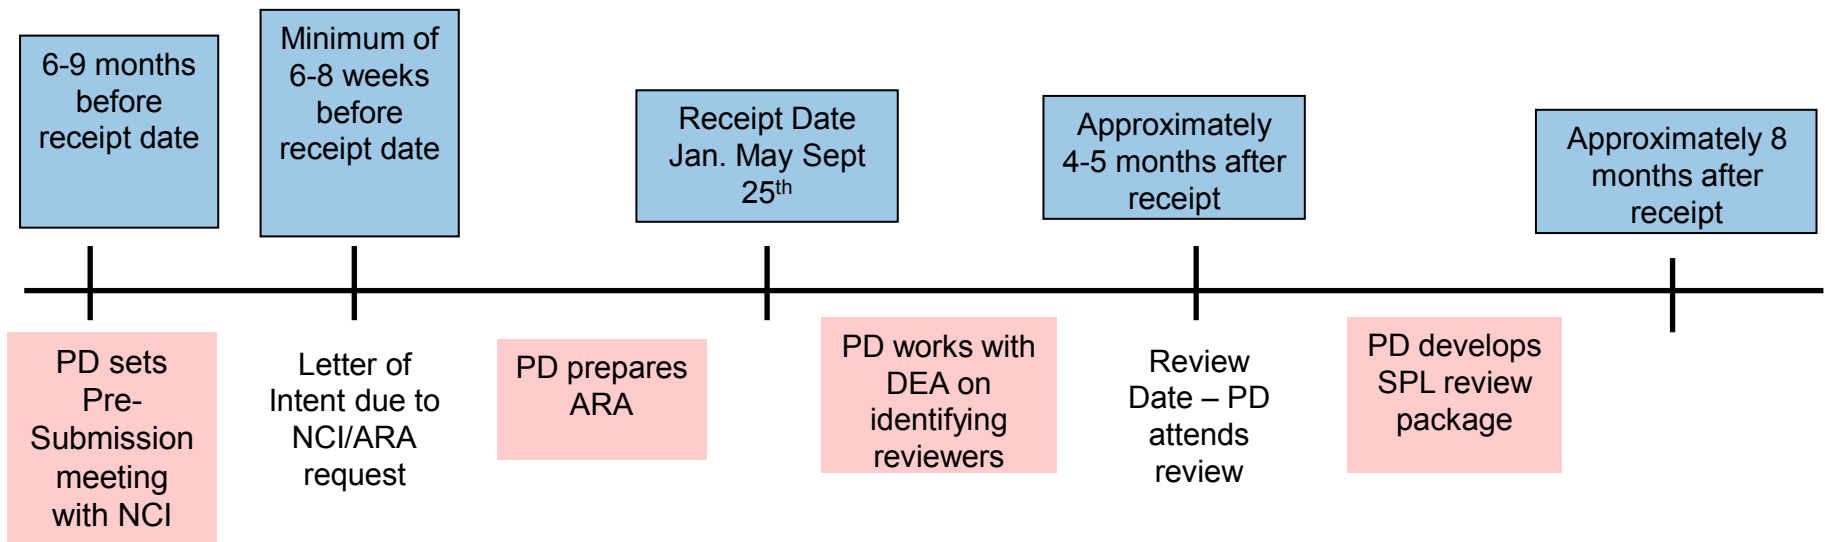 6-9 months
before
receipt date
Minimum of
6-8 weeks
before
receipt date
Receipt Date
Jan. May Sept
25th
Approximately
4-5 months after
receipt
Approximately 8
months after
receipt
PD sets
Pre-
Submission
meeting
with NCI
Letter of
Intent due to
NCI/ARA
request
PD prepares
ARA
PD works with
DEA on
identifying
reviewers
Review
Date – PD
attends
review
PD develops
SPL review
package